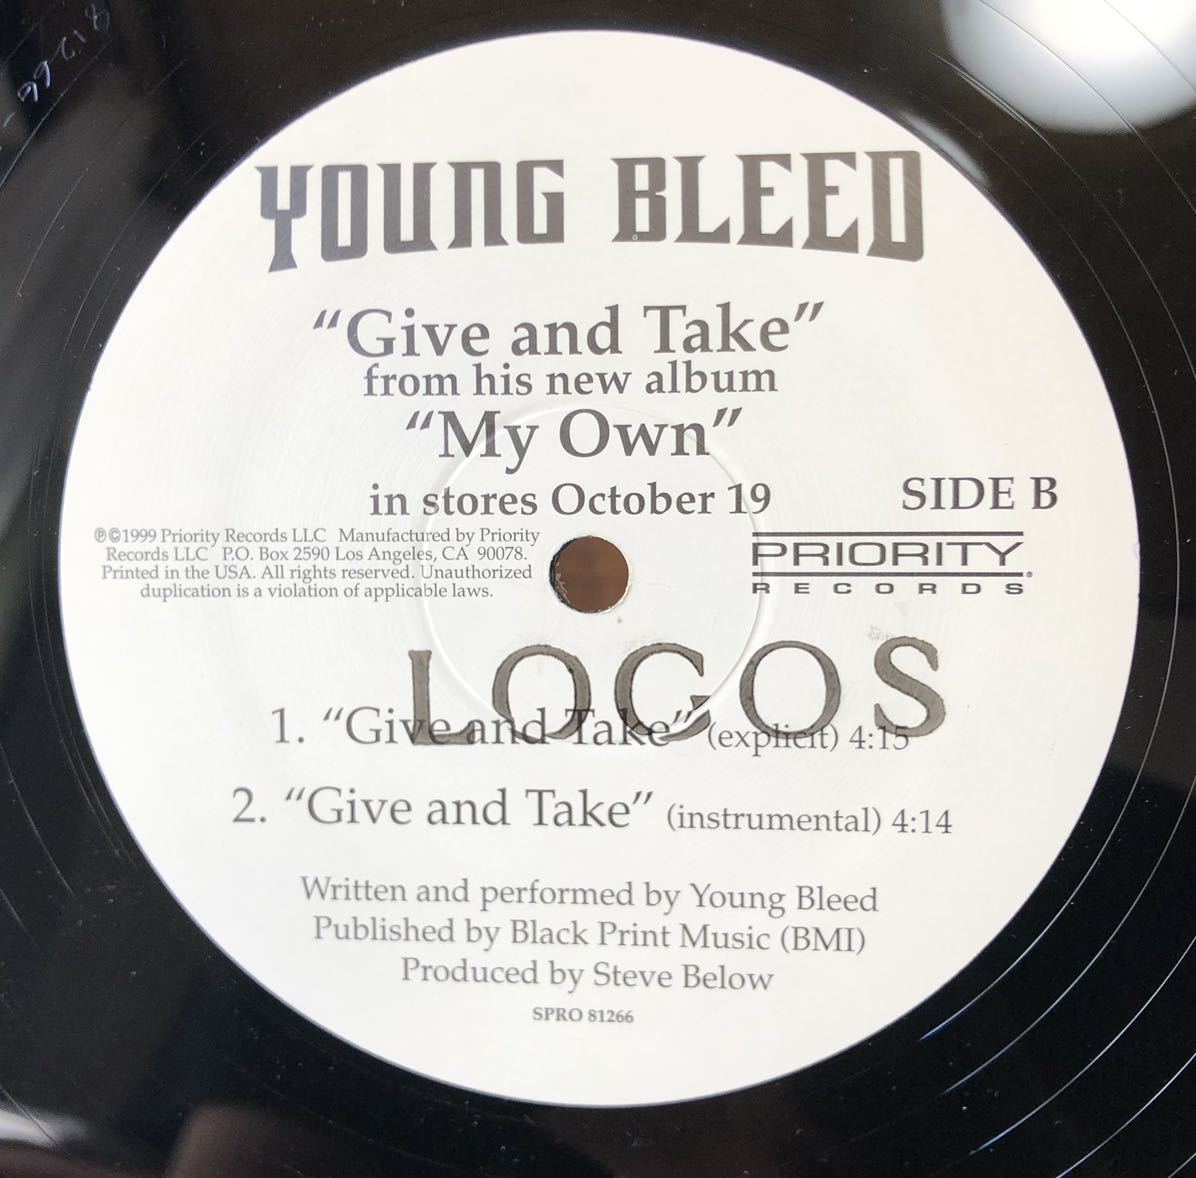 YOUNG BLEED
“Give and Take”
from his new album
“My Own”
in stores October 19
SIDE B
℗©1999 Priority Records LLC Manufactured by Priority
Records LLC P.O. Box 2590 Los Angeles, CA 90078.
Printed in the USA. All rights reserved. Unauthorized
duplication is a violation of applicable laws.
PRIORITY
RECORDS
LOGOS
1. “Give and Take” (explicit) 4:15
2. “Give and Take” (instrumental) 4:14
Written and performed by Young Bleed
Published by Black Print Music (BMI)
Produced by Steve Below
SPRO 81266